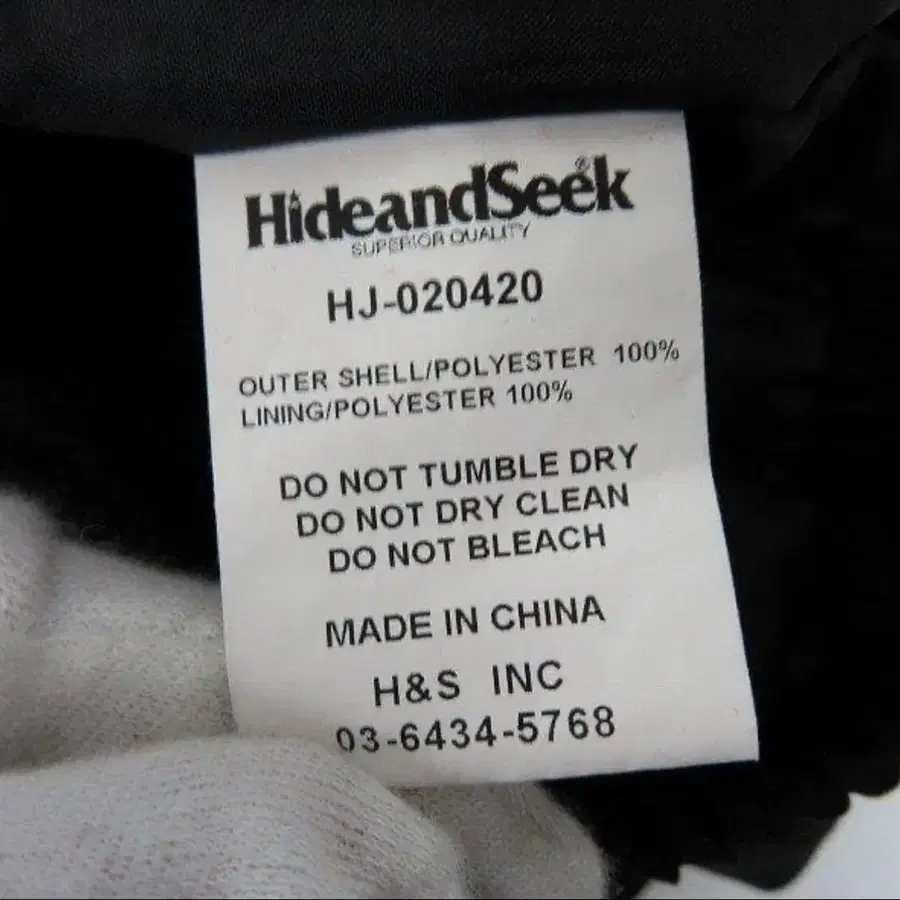 HideandSeek®
SUPERIOR QUALITY
HJ-020420
OUTER SHELL/POLYESTER 100%
LINING/POLYESTER 100%
DO NOT TUMBLE DRY
DO NOT DRY CLEAN
DO NOT BLEACH
MADE IN CHINA
H&S INC
03-6434-5768